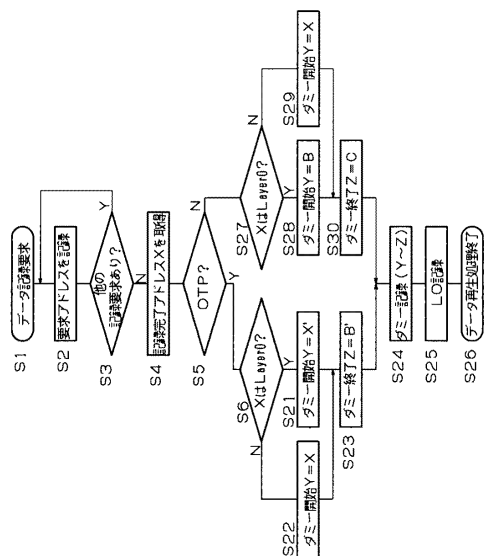 S1
データ記録要求
S2
要求アドレスを記録
S3
他の
記録要求あり?
Y
N
S4
記録完了アドレスXを取得
S5
OTP?
Y
N
S6
XはLayer0?
N
Y
S27
XはLayer0?
N
Y
S22
ダミー開始Y=X
S21
ダミー開始Y=X'
S28
ダミー開始Y=B
S29
ダミー開始Y=X
S23
ダミー終了Z=B'
S30
ダミー終了Z=C
S24
ダミー記録(Y~Z)
S25
LO記録
S26
データ再生処理終了